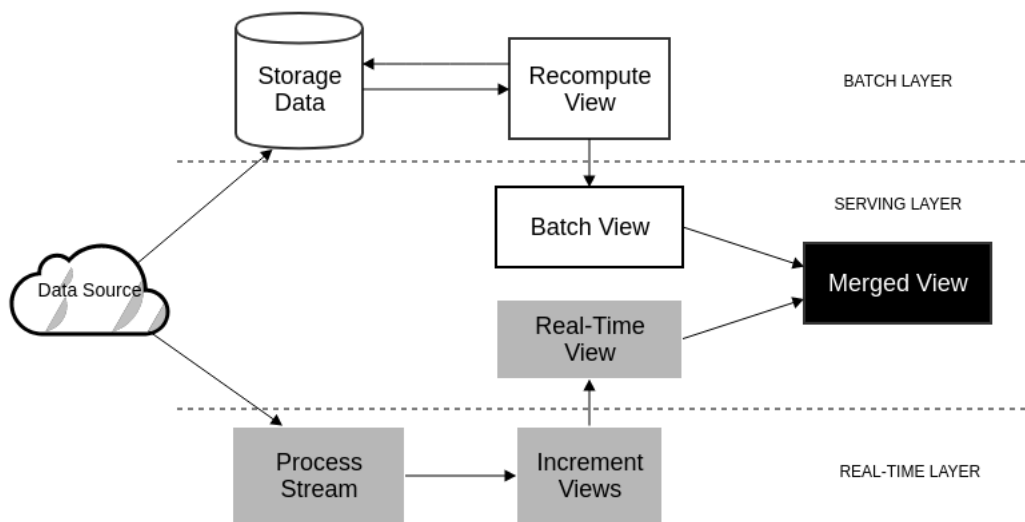 Storage
Data
Recompute
View
BATCH LAYER
Batch View
SERVING LAYER
Data Source
Merged View
Real-Time
View
Process
Stream
Increment
Views
REAL-TIME LAYER